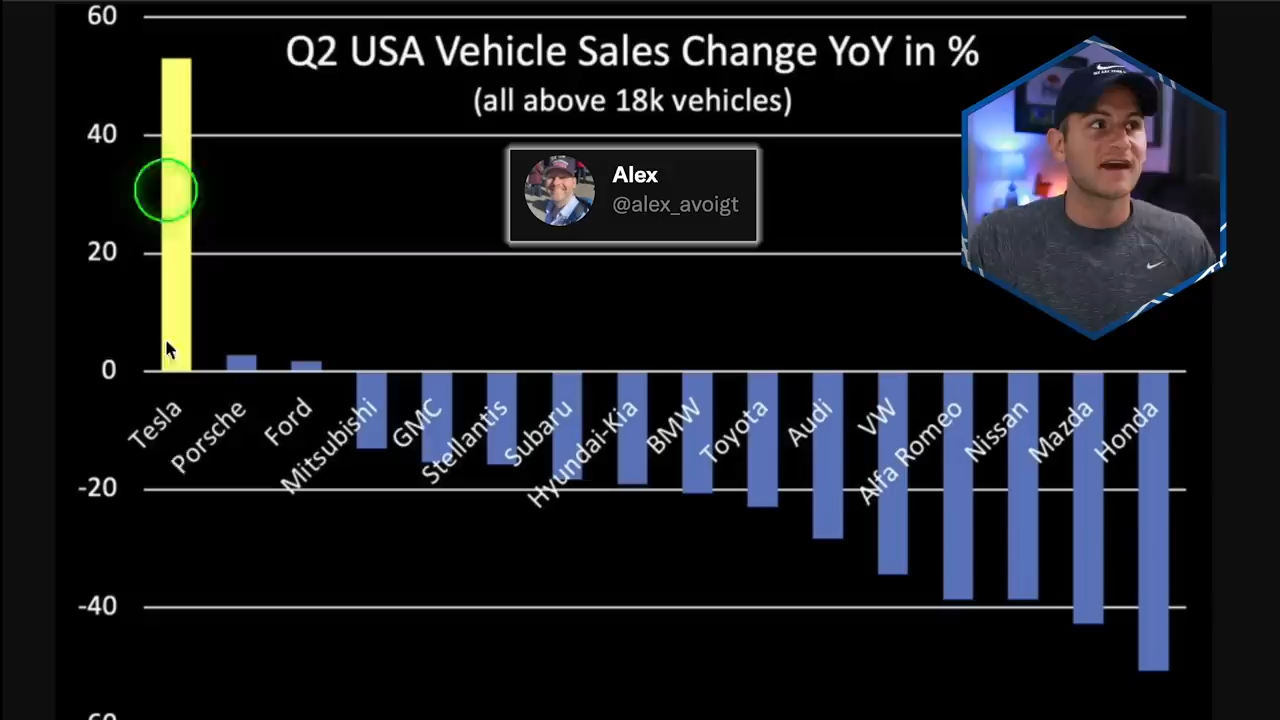 60
Q2 USA Vehicle Sales Change YoY in %
(all above 18k vehicles)
40
Alex
@alex_avoigt
20
0
Tesla
Porsche
Ford
Mitsubishi
GMC
Stellantis
Subaru
Hyundai-Kia
BMW
Toyota
Audi
VW
Alfa Romeo
Nissan
Mazda
Honda
-20
-40
-60